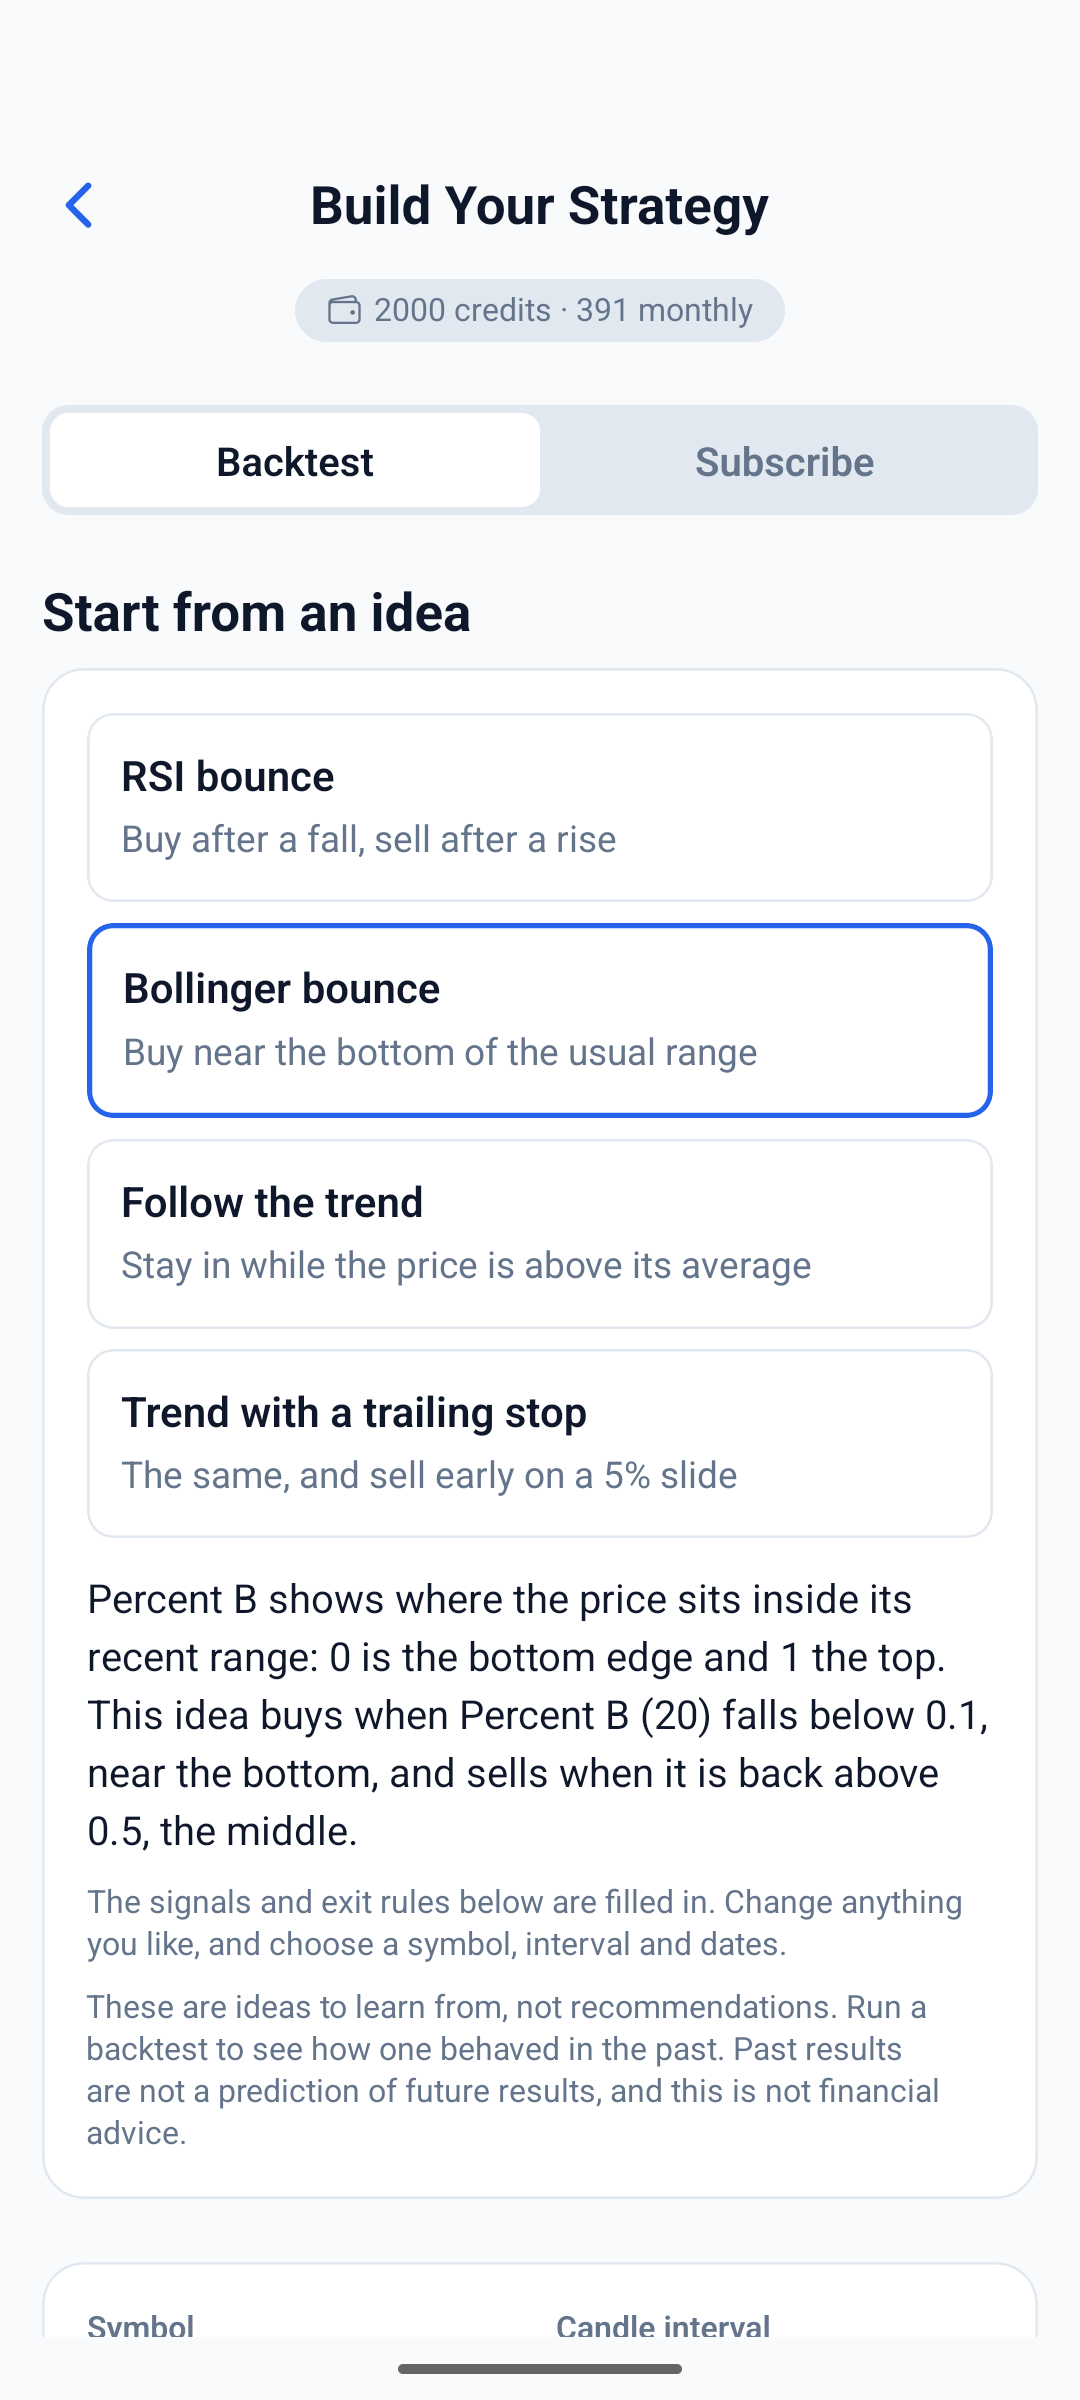 Build Your Strategy
2000 credits · 391 monthly
Backtest
Subscribe
Start from an idea
RSI bounce
Buy after a fall, sell after a rise
Bollinger bounce
Buy near the bottom of the usual range
Follow the trend
Stay in while the price is above its average
Trend with a trailing stop
The same, and sell early on a 5% slide
Percent B shows where the price sits inside its
recent range: 0 is the bottom edge and 1 the top.
This idea buys when Percent B (20) falls below 0.1,
near the bottom, and sells when it is back above
0.5, the middle.
The signals and exit rules below are filled in. Change anything
you like, and choose a symbol, interval and dates.
These are ideas to learn from, not recommendations. Run a
backtest to see how one behaved in the past. Past results
are not a prediction of future results, and this is not financial
advice.
Symbol
Candle interval